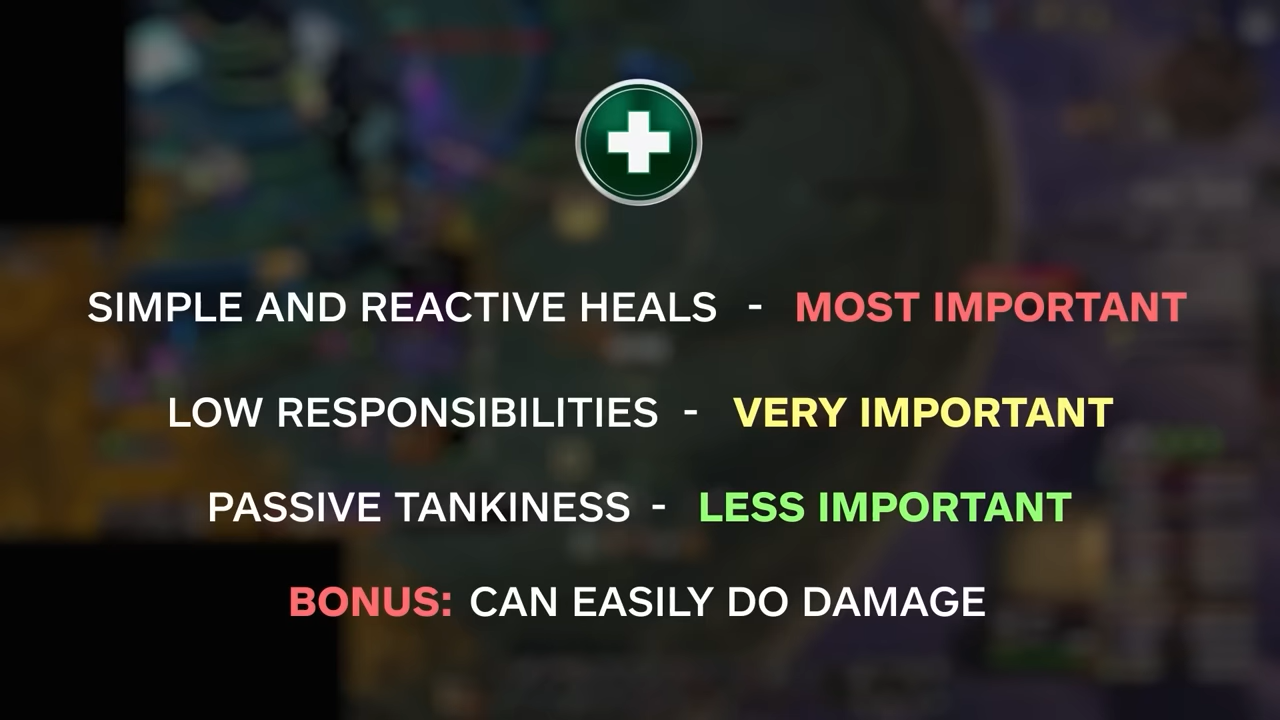 SIMPLE AND REACTIVE HEALS - MOST IMPORTANT
LOW RESPONSIBILITIES - VERY IMPORTANT
PASSIVE TANKINESS - LESS IMPORTANT
BONUS: CAN EASILY DO DAMAGE